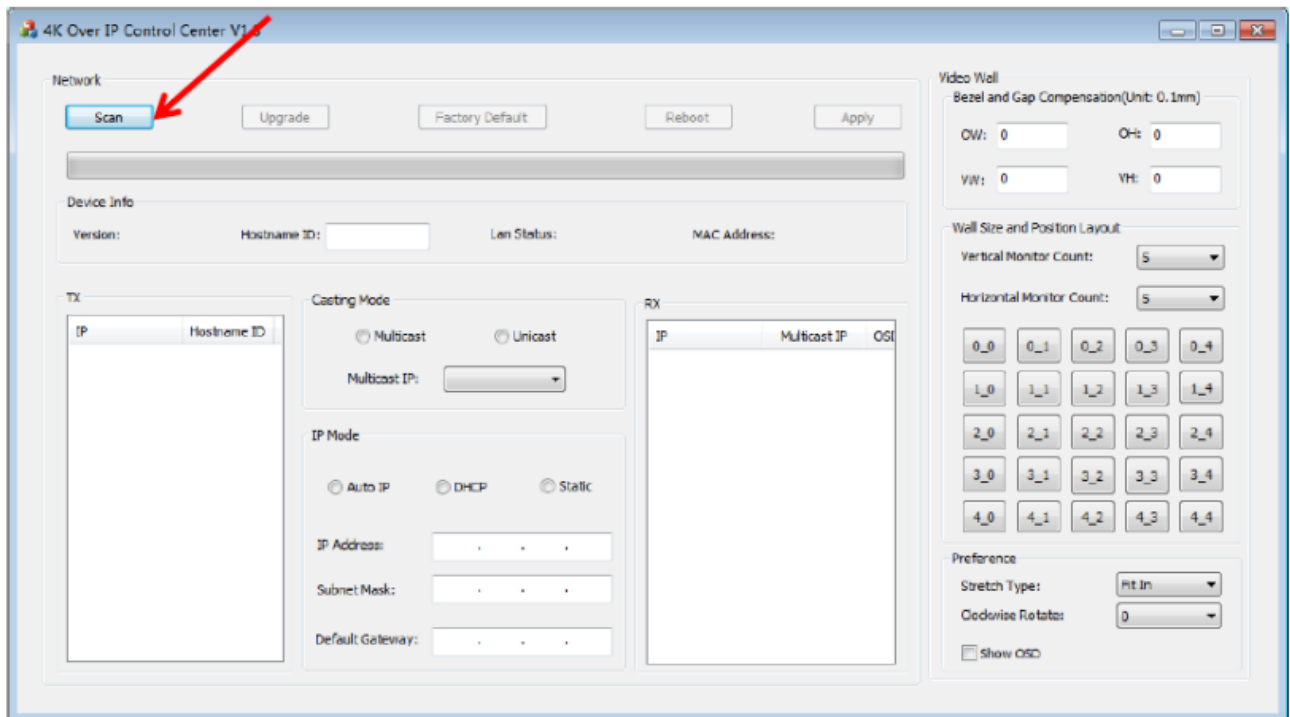 4K Over IP Control Center
Network
Scan
Upgrade
Factory Default
Reboot
Apply
Device Info
Version:
Hostname ID:
Lan Status:
MAC Address:
TX
IP
Hostname ID
Casting Mode
Multicast
Unicast
Multicast IP:
IP Mode
Auto IP
DHCP
Static
IP Address:
. . .
Subnet Mask:
. . .
Default Gateway:
. . .
RX
IP
Multicast IP
OSD
Video Wall
Bezel and Gap Compensation(Unit: 0.1mm)
OW: 0
OH: 0
VW: 0
VH: 0
Wall Size and Position Layout
Vertical Monitor Count: 5
Horizontal Monitor Count: 5
0_0 0_1 0_2 0_3 0_4
1_0 1_1 1_2 1_3 1_4
2_0 2_1 2_2 2_3 2_4
3_0 3_1 3_2 3_3 3_4
4_0 4_1 4_2 4_3 4_4
Preference
Stretch Type: Fit In
Clockwise Rotate: 0
Show OSD